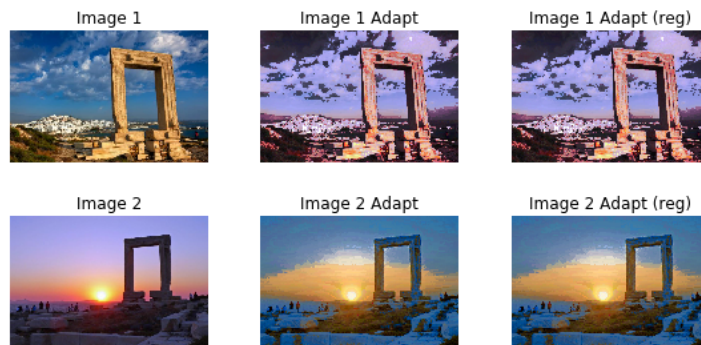 Image 1
Image 1 Adapt
Image 1 Adapt (reg)
Image 2
Image 2 Adapt
Image 2 Adapt (reg)